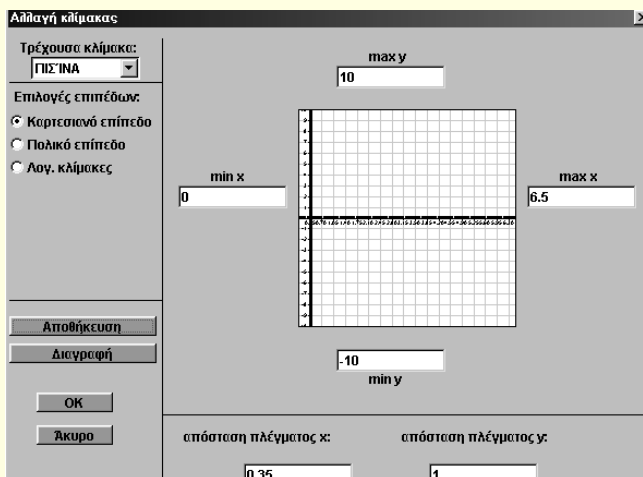 Αλλαγή κλίμακας
Τρέχουσα κλίμακα:
ΠΙΣΊΝΑ
Επιλογές επιπέδων:
Καρτεσιανό επίπεδο
Πολικό επίπεδο
Λογ. κλίμακες
max y
10
min x
0
max x
6.5
-10
min y
Αποθήκευση
Διαγραφή
OK
Άκυρο
απόσταση πλέγματος x:
απόσταση πλέγματος y:
0.35
1